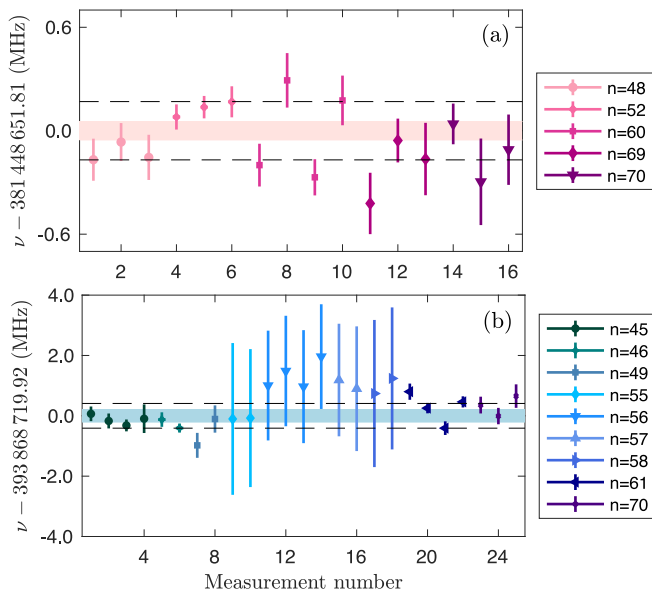 (a)
ν − 381 448 651.81 (MHz)
0.6
0.0
-0.6
2 4 6 8 10 12 14 16
n=48
n=52
n=60
n=69
n=70
(b)
ν − 393 868 719.92 (MHz)
4.0
2.0
0.0
-2.0
-4.0
4 8 12 16 20 24
Measurement number
n=45
n=46
n=49
n=55
n=56
n=57
n=58
n=61
n=70